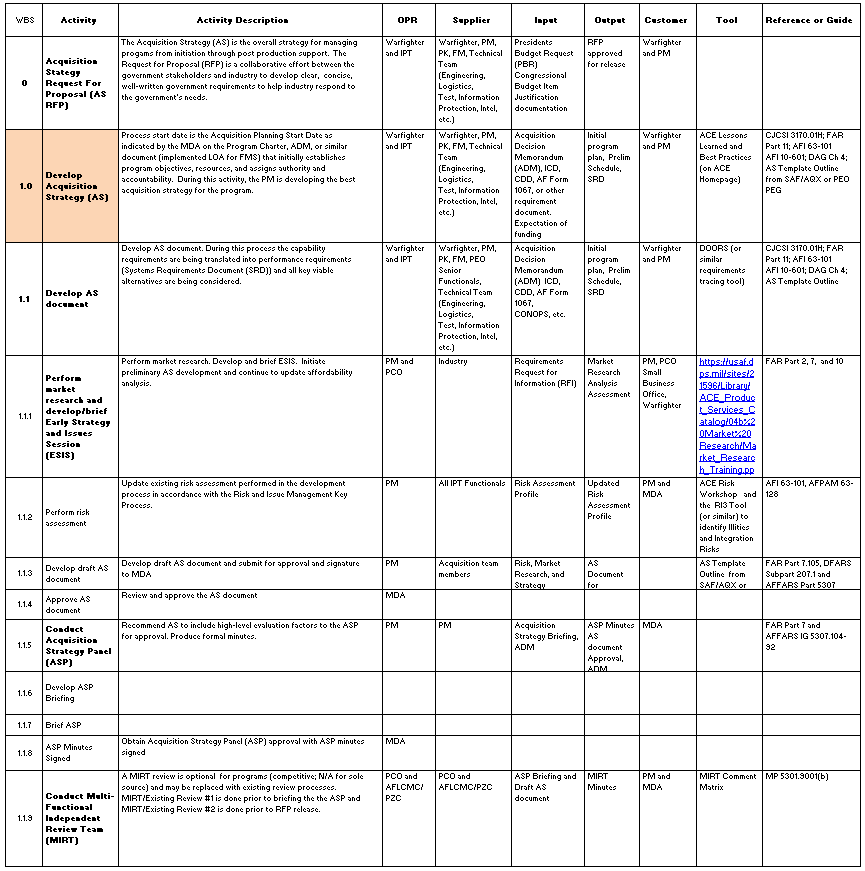 WBS Activity Activity Description OPR Supplier Input Output Customer Tool Reference or Guide
0
Acquisition
Stategy
Request For
Proposal (AS
RFP)
The Acquisition Strategy (AS) is the overall strategy for managing
programs from initiation through post production support. The
Request for Proposal (RFP) is a collaborative effort between the
government stakeholders and industry to develop clear, concise,
well-written government requirements to help industry respond to
the government's needs.
Warfighter
and IPT
Warfighter, PM,
PK, FM, Technical
Team
(Engineering,
Logistics,
Test, Information
Protection, Intel,
etc.)
Presidents
Budget Request
(PBR)
Congressional
Budget Item
Justification
documentation
RFP
approved
for release
Warfighter
and PM
1.0
Develop
Acquisition
Strategy (AS)
Process start date is the Acquisition Planning Start Date as
indicated by the MDA on the Program Charter, ADM, or similar
document (implemented LOA for FMS) that initially establishes
program objectives, resources, and assigns authority and
accountability. During this activity, the PM is developing the best
acquisition strategy for the program.
Warfighter
and IPT
Warfighter, PM,
PK, FM Technical
Team
(Engineering,
Logistics,
Test, Information
Protection, Intel,
etc.)
Acquisition
Decision
Memorandum
(ADM), ICD,
CDD, AF Form
1067, or other
requirement
document.
Expectation of
funding
Initial
program
plan, Prelim
Schedule,
SRD
Warfighter
and PM
ACE Lessons
Learned and
Best Practices
(on ACE
Homepage)
CJCSI 3170.01H; FAR
Part 11; AFI 63-101
AFI 10-601; DAG Ch 4;
AS Template Outline
from SAF/AQX or PEO
PEG
1.1
Develop AS
document
Develop AS document. During this process the capability
requirements are being translated into performance requirements
(Systems Requirements Document (SRD)) and all key viable
alternatives are being considered.
Warfighter
and IPT
Warfighter, PM,
PK, FM, PEO
Senior
Functionals,
Technical Team
(Engineering,
Logistics,
Test, Information
Protection, Intel,
etc.)
Acquisition
Decision
Memorandum
(ADM) ICD,
CDD, AF Form
1067,
CONOPS, etc.
Initial
program
plan, Prelim
Schedule,
SRD
Warfighter
and PM
DOORS (or
similar
requirements
tracing tool)
CJCSI 3170.01H; FAR
Part 11; AFI 63-101
AFI 10-601; DAG Ch 4;
AS Template Outline
1.1.1
Perform
market
research and
develop/brief
Early Strategy
and Issues
Session
(ESIS)
Perform market research. Develop and brief ESIS. Initiate
preliminary AS development and continue to update affordability
analysis.
PM and
PCO
Industry
Requirements
Request for
Information (RFI)
Market
Research
Analysis
Assessment
PM, PCO
Small
Business
Office,
Warfighter
https://usaf.d
ps.mil/sites/2
1596/Library/
ACE_Produc
t_Services_C
atalog/04b%2
0Market%20
Research/Ma
rket_Researc
h_Training.pp
FAR Part 2, 7, and 10
1.1.2
Perform risk
assessment
Update existing risk assessment performed in the development
process in accordance with the Risk and Issue Management Key
Process.
PM
All IPT Functionals
Risk Assessment
Profile
Updated
Risk
Assessment
Profile
PM and
MDA
ACE Risk
Workshop and
the RI3 Tool
(or similar) to
identify Illities
and Integration
Risks
AFI 63-101, AFPAM 63-
128
1.1.3
Develop draft AS
document
Develop draft AS document and submit for approval and signature
to MDA
PM
Acquisition team
members
Risk, Market
Research, and
Strategy
AS
Document
for
AS Template
Outline from
SAF/AQX or
FAR Part 7.105, DFARS
Subpart 207.1 and
AFFARS Part 5307
1.1.4
Approve AS
document
Review and approve the AS document
MDA
1.1.5
Conduct
Acquisition
Strategy Panel
(ASP)
Recommend AS to include high-level evaluation factors to the ASP
for approval. Produce formal minutes.
PM
PM
Acquisition
Strategy Briefing,
ADM
ASP Minutes
AS
document
Approval,
ADM
MDA
FAR Part 7 and
AFFARS IG 5307.104-
92
1.1.6
Develop ASP
Briefing
1.1.7
Brief ASP
1.1.8
ASP Minutes
Signed
Obtain Acquisition Strategy Panel (ASP) approval with ASP minutes
signed
MDA
1.1.9
Conduct Multi-
Functional
Independent
Review Team
(MIRT)
A MIRT review is optional for programs (competitive; N/A for sole
source) and may be replaced with existing review processes.
MIRT/Existing Review #1 is done prior to briefing the the ASP and
MIRT/Existing Review #2 is done prior to RFP release.
PCO and
AFLCMC/
PZC
PCO and
AFLCMC/PZC
ASP Briefing and
Draft AS
document
MIRT
Minutes
PM and
MDA
MIRT Comment
Matrix
MP 5301.9001(b)